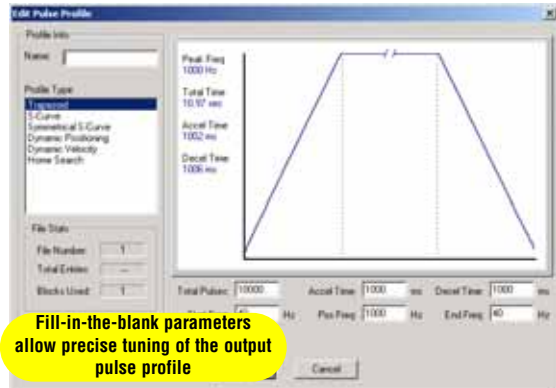 Edit Pulse Profile
Profile Info
Name:
Profile Type
Trapezoid
S-Curve
Symmetrical S-Curve
Dynamic Positioning
Dynamic Velocity
Home Search
File Stats
File Number: 1
Total Entries: --
Blocks Used: 1
Peak Freq
1000 Hz
Total Time
10.97 sec
Accel Time
1002 ms
Decel Time
1006 ms
Total Pulses: 10000 Accel Time: 1000 ms Decel Time: 1000 ms
Hz Pos Freq: 1000 Hz End Freq: 40 Hz
Fill-in-the-blank parameters
allow precise tuning of the output
pulse profile
Cancel